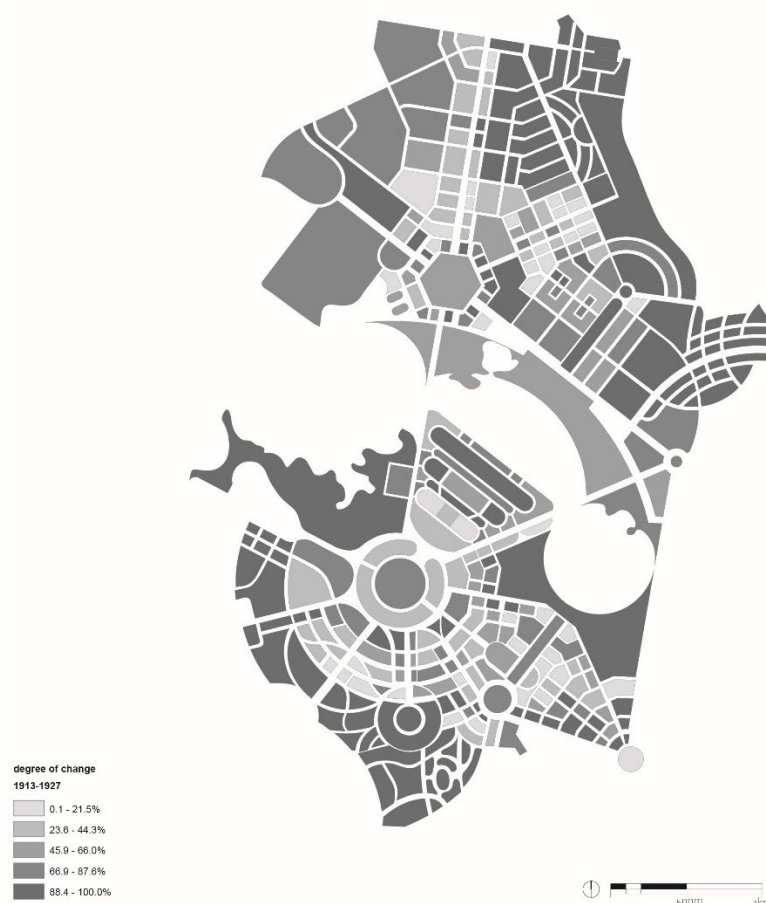 degree of change
1913-1927
0.1 - 21.5%
23.6 - 44.3%
45.9 - 66.0%
66.9 - 87.6%
88.4 - 100.0%